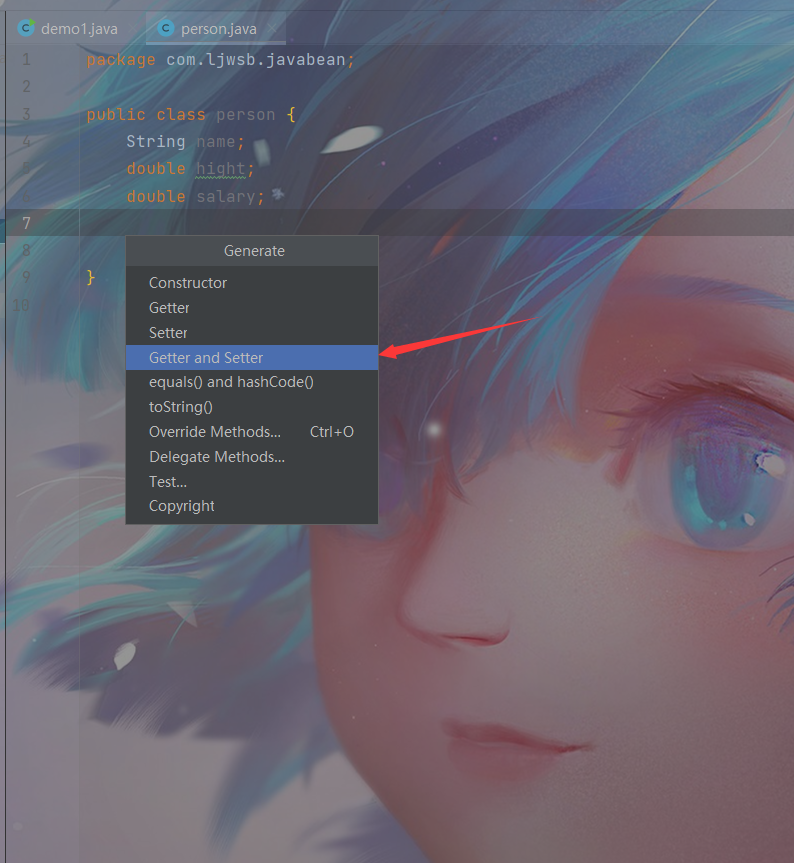 demo1.java
person.java
1 package com.ljwsb.javabean;
2
3 public class person {
4 String name;
5 double hight;
6 double salary;
7
8
9 }
10
Generate
Constructor
Getter
Setter
Getter and Setter
equals() and hashCode()
toString()
Override Methods... Ctrl+O
Delegate Methods...
Test...
Copyright